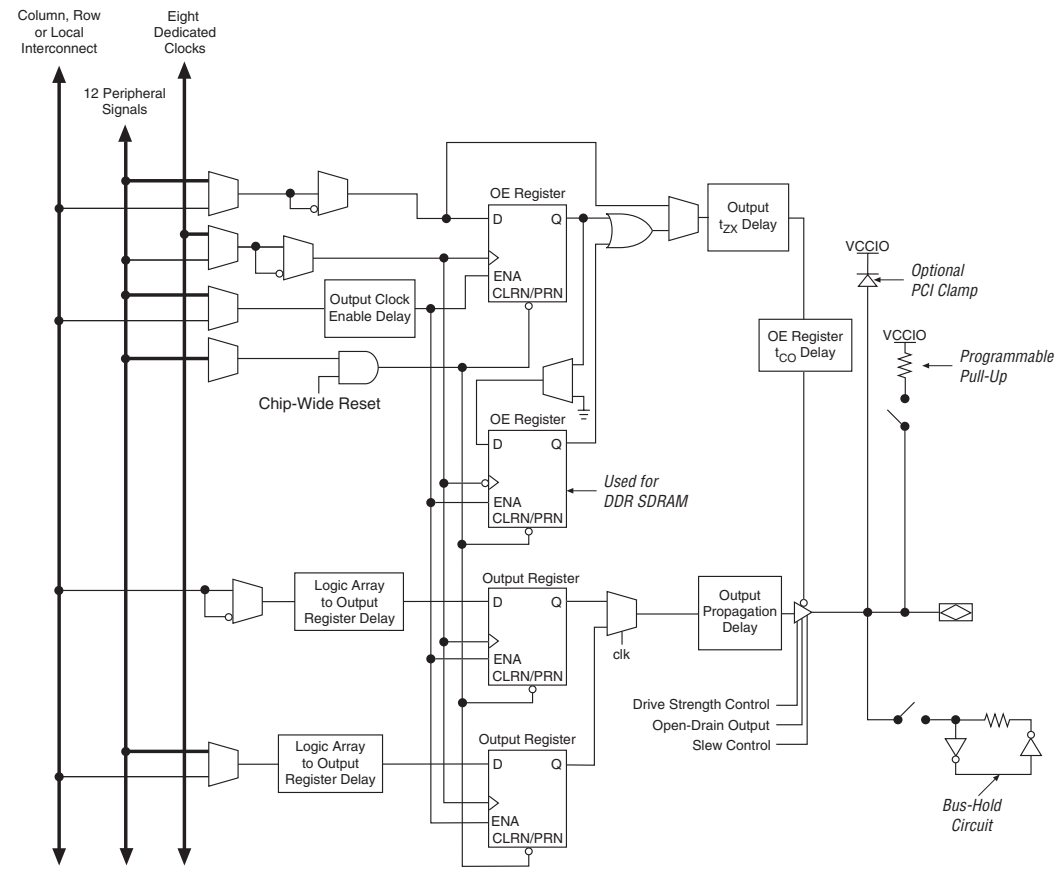 Column, Row
or Local
Interconnect
Eight
Dedicated
Clocks
12 Peripheral
Signals
OE Register
D
Q
ENA
CLRN/PRN
Output
tZX Delay
VCCIO
Optional
PCI Clamp
Output Clock
Enable Delay
OE Register
tCO Delay
VCCIO
Programmable
Pull-Up
Chip-Wide Reset
OE Register
D
Q
ENA
CLRN/PRN
Used for
DDR SDRAM
Logic Array
to Output
Register Delay
Output Register
D
Q
ENA
CLRN/PRN
clk
Output
Propagation
Delay
Drive Strength Control
Open-Drain Output
Slew Control
Logic Array
to Output
Register Delay
Output Register
D
Q
ENA
CLRN/PRN
Bus-Hold
Circuit